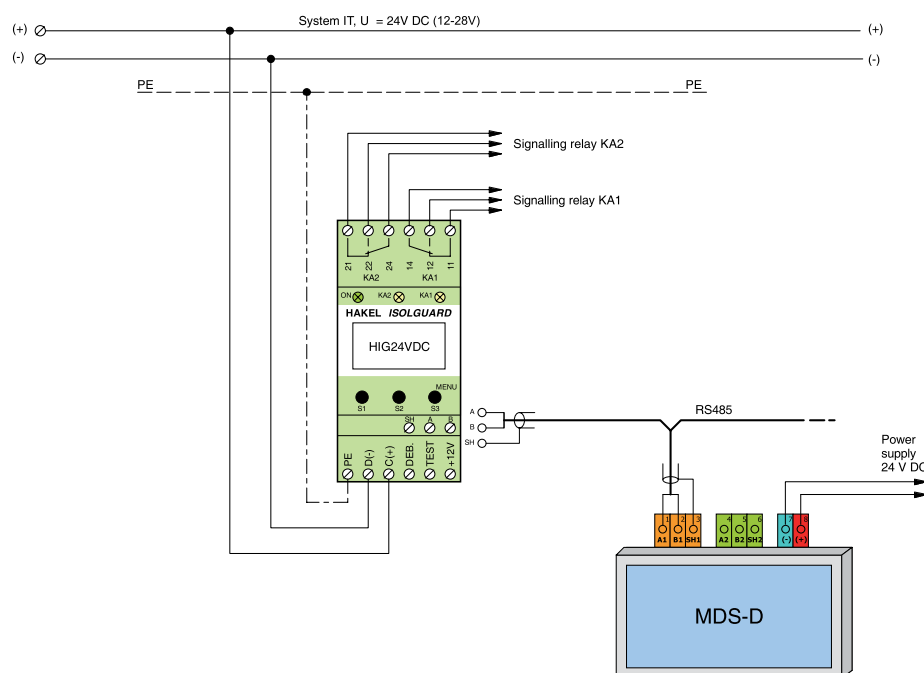 System IT, U = 24V DC (12-28V)
(+) (+)
(-) (-)
PE PE
Signalling relay KA2
Signalling relay KA1
21 22 24 14 12 11
KA2 KA1
ON KA2 KA1
HAKEL ISOLGUARD
HIG24VDC
MENU
S1 S2 S3
SH A B
PE D(-) C(+) DEB. TEST +12V
A
B
SH
RS485
Power
supply
24 V DC
1 2 3 4 5 6 7 8
A1 B1 SH1 A2 B2 SH2 (-) (+)
MDS-D